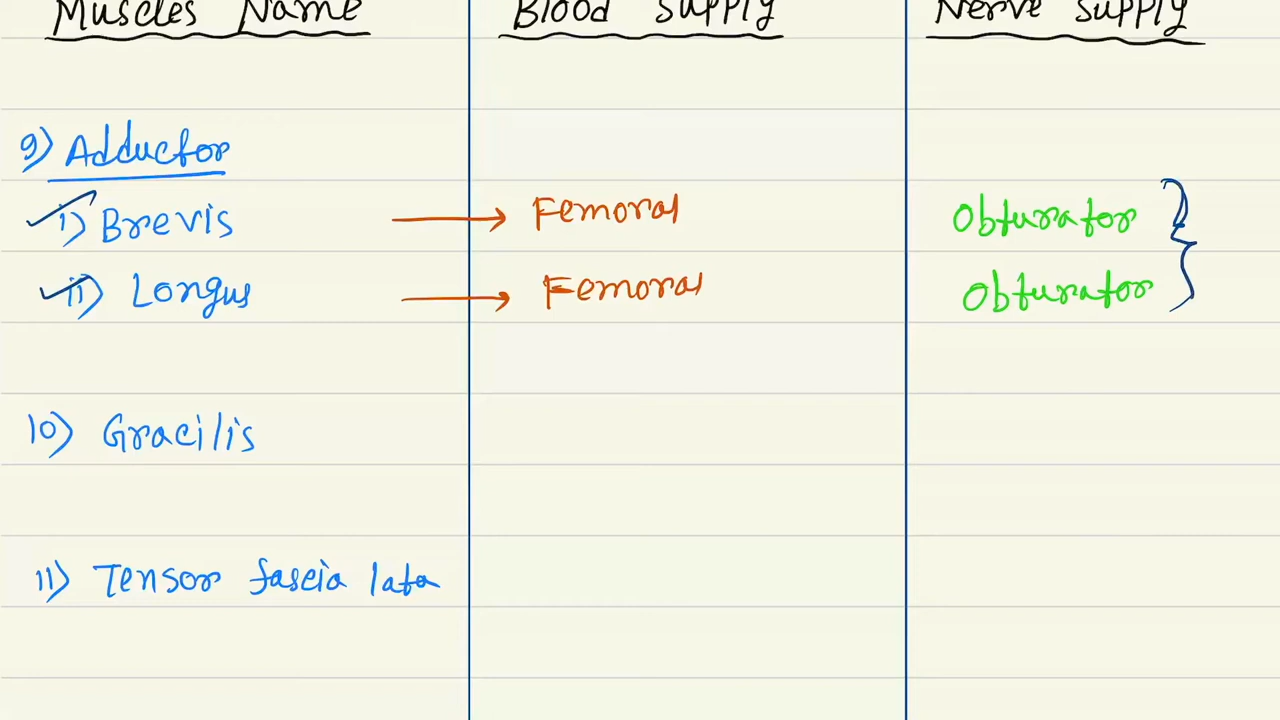 Muscles Name Blood Supply Nerve Supply
9) Adductor
i) Brevis → Femoral Obturator
ii) Longus → Femoral Obturator
10) Gracilis
11) Tensor fascia lata